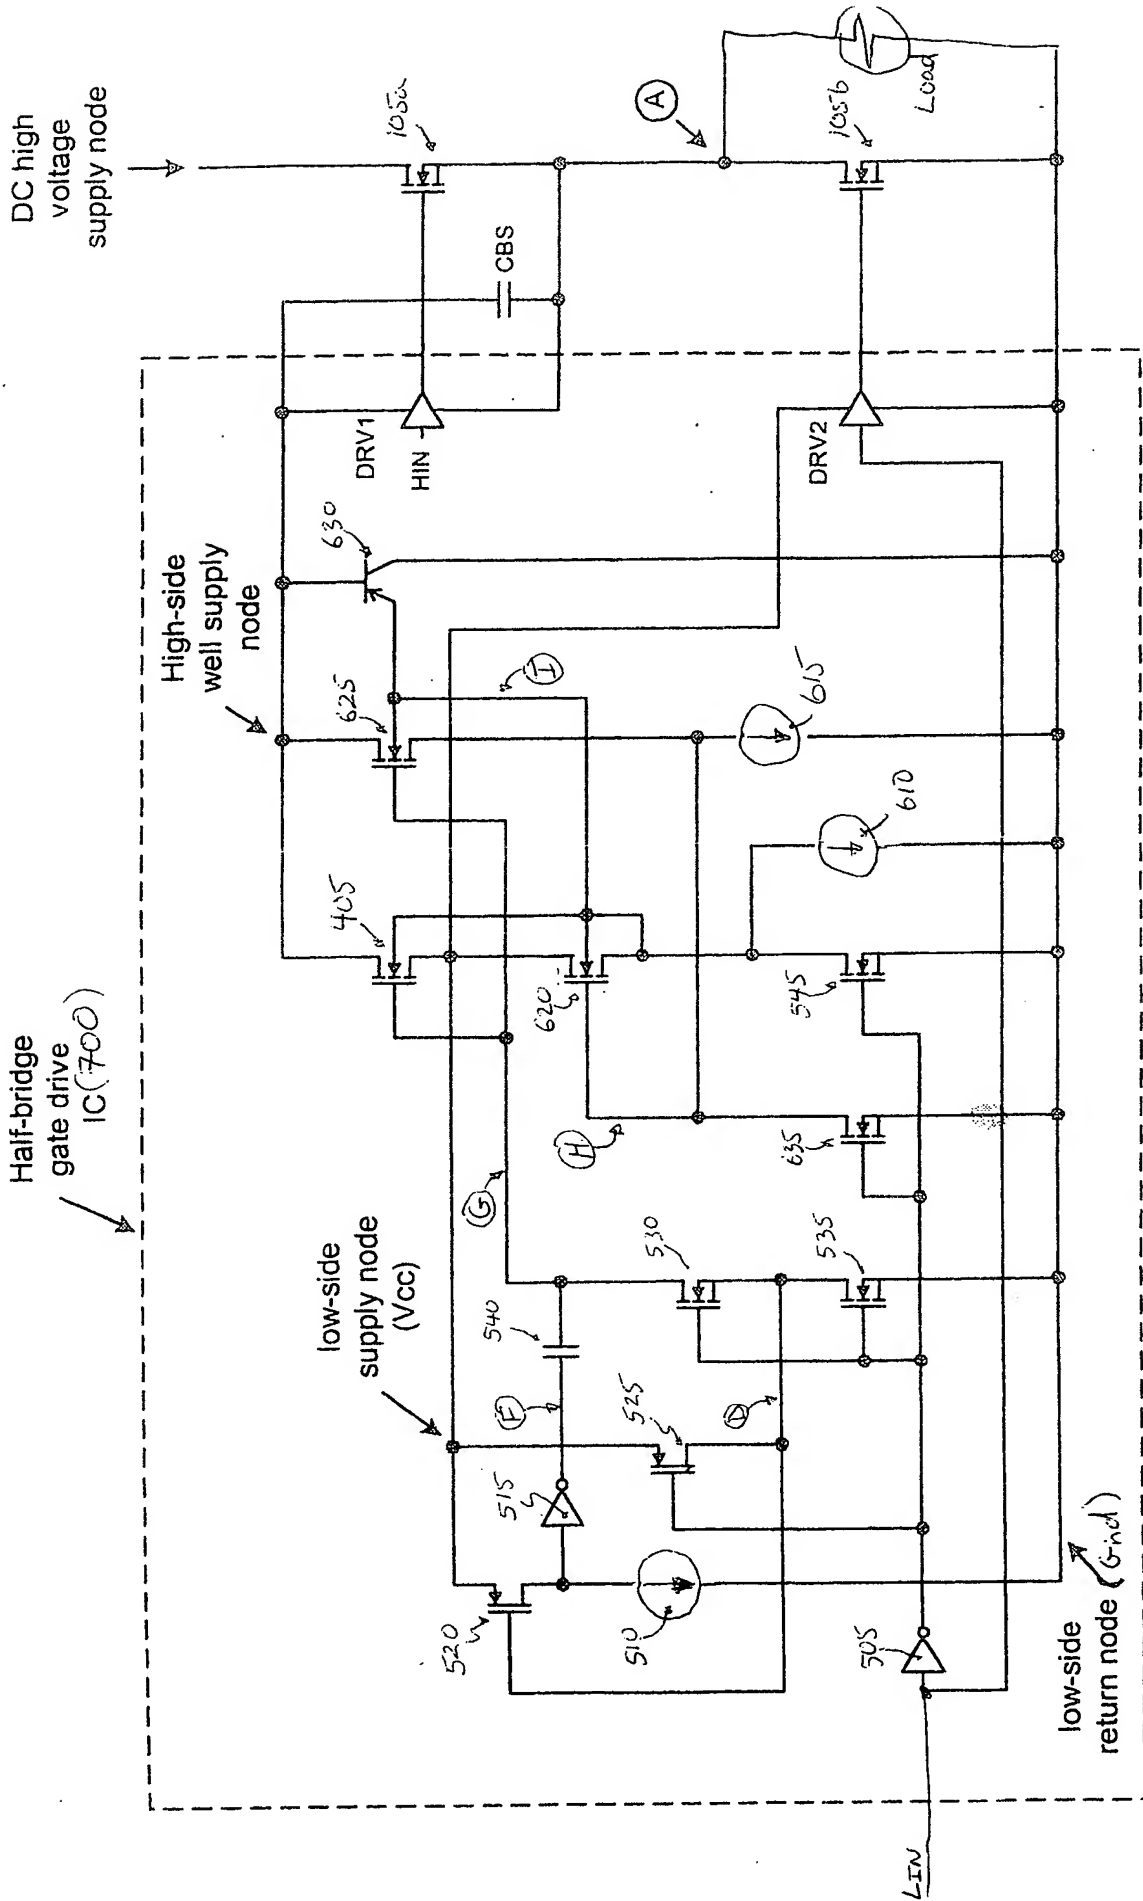 Half-bridge
gate drive
IC(700)
DC high
voltage
supply node
High-side
well supply
node
low-side
supply node
(Vcc)
low-side
return node (Gnd)
405
625
630
DRV1
HIN
CBS
105a
A
105b
Load
DRV2
I
615
610
620
545
H
635
G
530
535
540
F
525
D
515
520
510
505
LIN